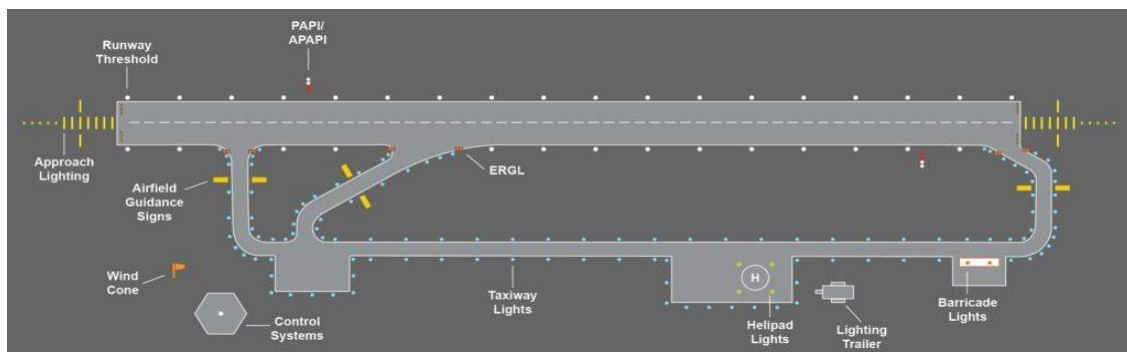 PAPI/
APAPI
Runway
Threshold
Approach
Lighting
Airfield
Guidance
Signs
ERGL
Wind
Cone
Control
Systems
Taxiway
Lights
H
Helipad
Lights
Lighting
Trailer
Barricade
Lights